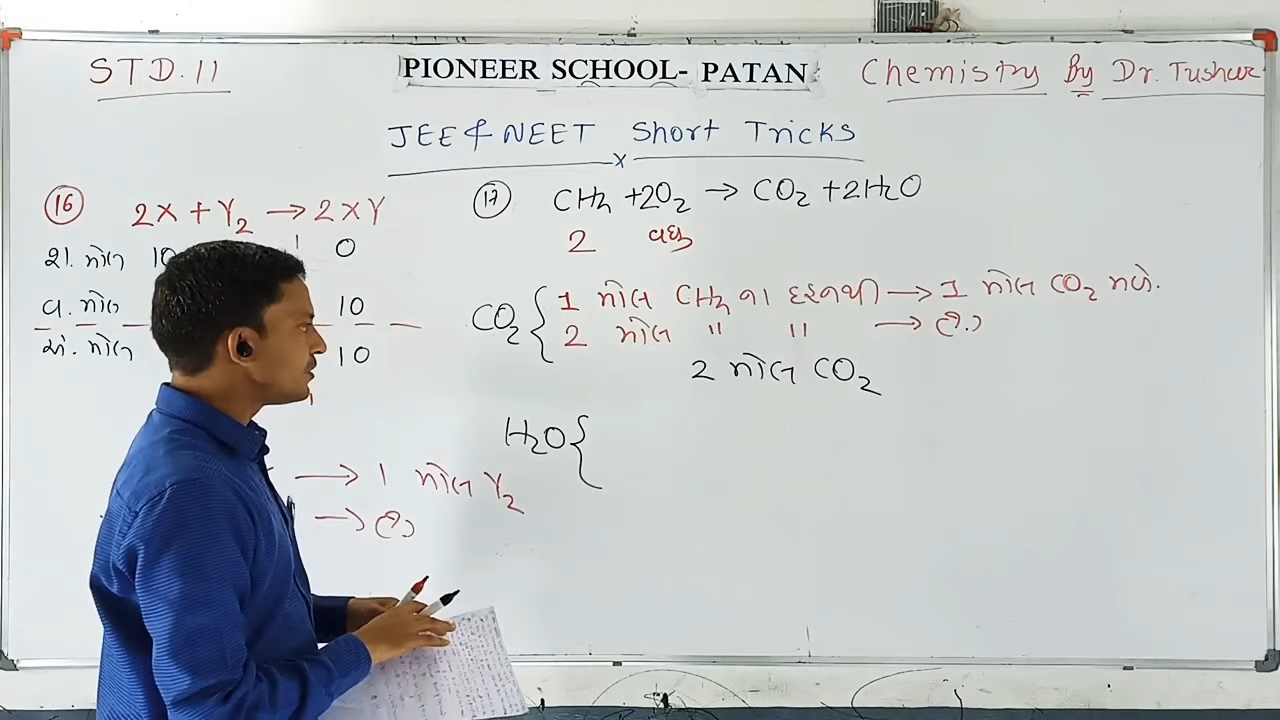 STD.11
PIONEER SCHOOL- PATAN
Chemistry By Dr. Tushar
JEE & NEET Short Tricks
x
(16) 2X + Y₂ → 2XY
શ. મોલ 10 1 0
વ. મોલ 10
અં. મોલ 10
→ 1 મોલ Y₂
→ (?)
(17) CH₄ +2O₂ → CO₂ +2H₂O
2 વધુ
CO₂ { 1 મોલ CH₄ ના દહનથી → 1 મોલ CO₂ મળે.
2 મોલ " " → (?)
2 મોલ CO₂
H₂O {